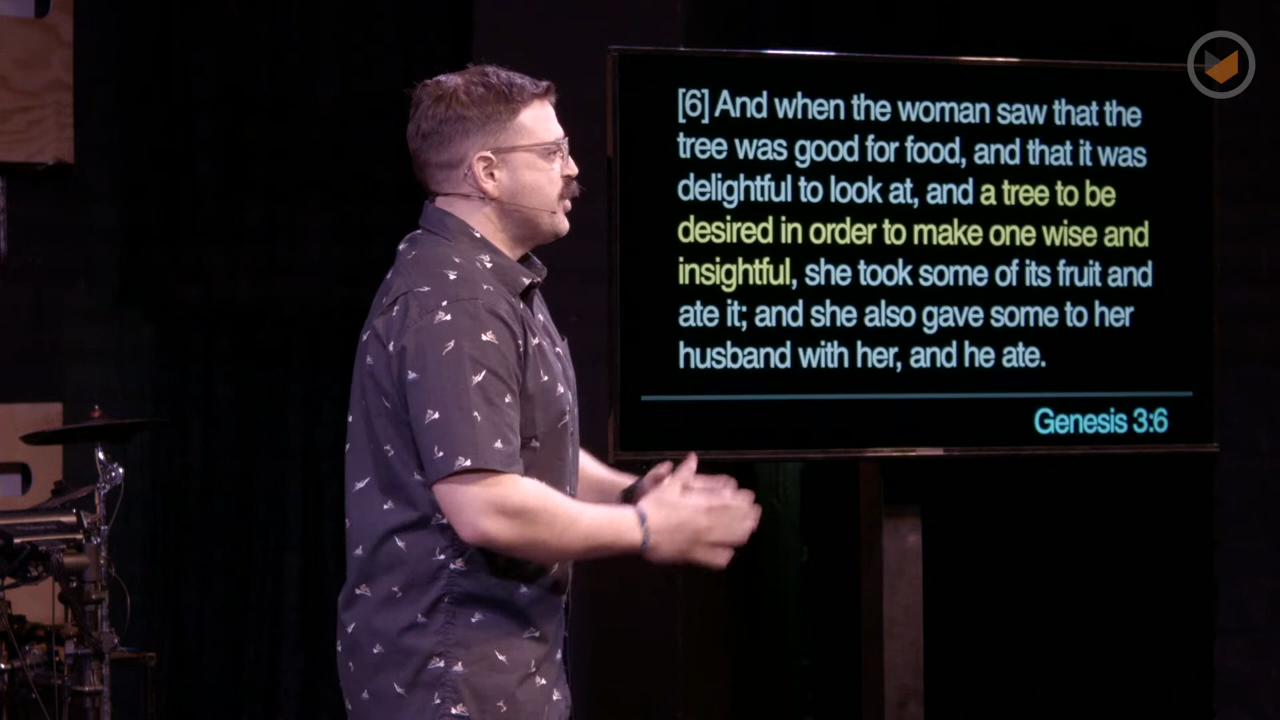 [6] And when the woman saw that the
tree was good for food, and that it was
delightful to look at, and a tree to be
desired in order to make one wise and
insightful, she took some of its fruit and
ate it; and she also gave some to her
husband with her, and he ate.
Genesis 3:6